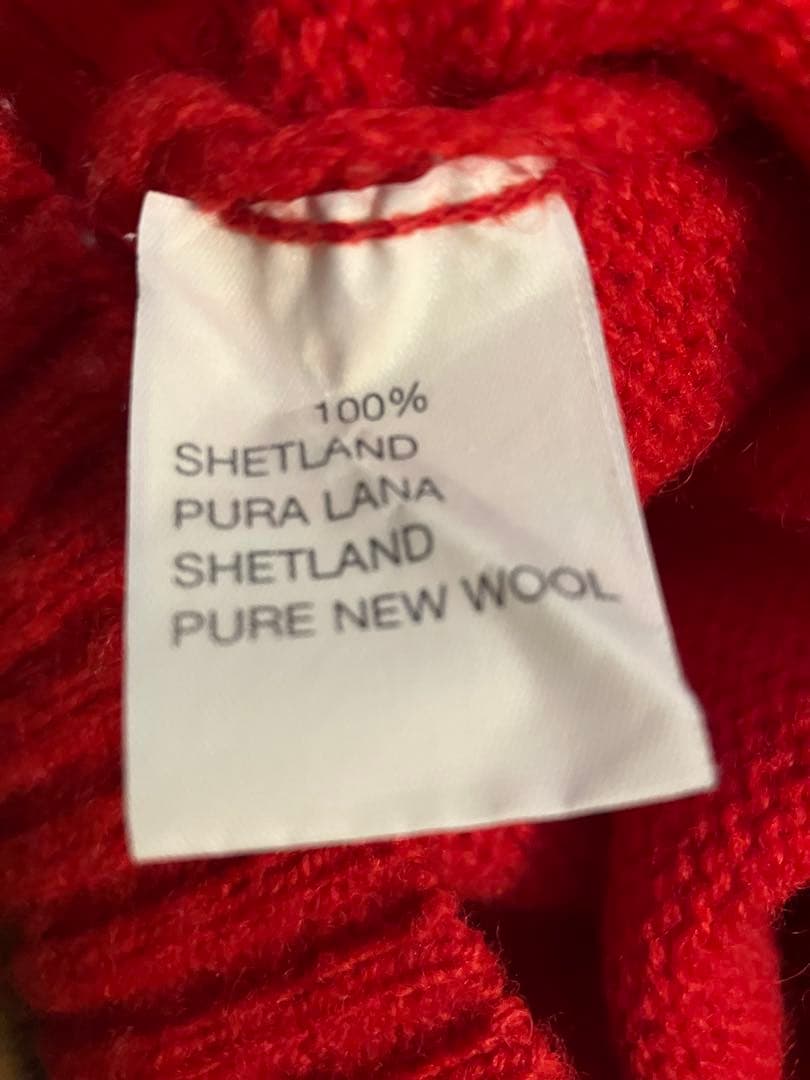 100%
SHETLAND
PURA LANA
SHETLAND
PURE NEW WOOL